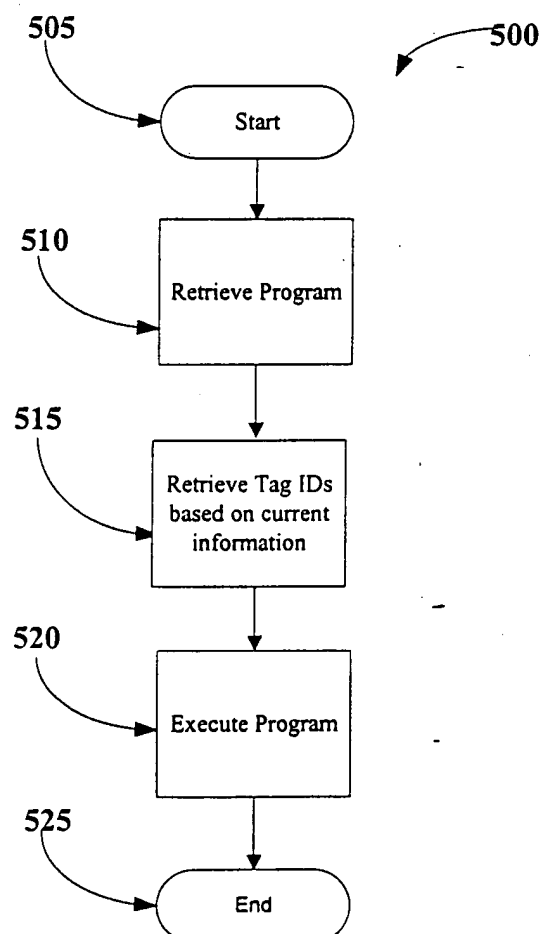 505
500
Start
510
Retrieve Program
515
Retrieve Tag IDs
based on current
information
520
Execute Program
525
End